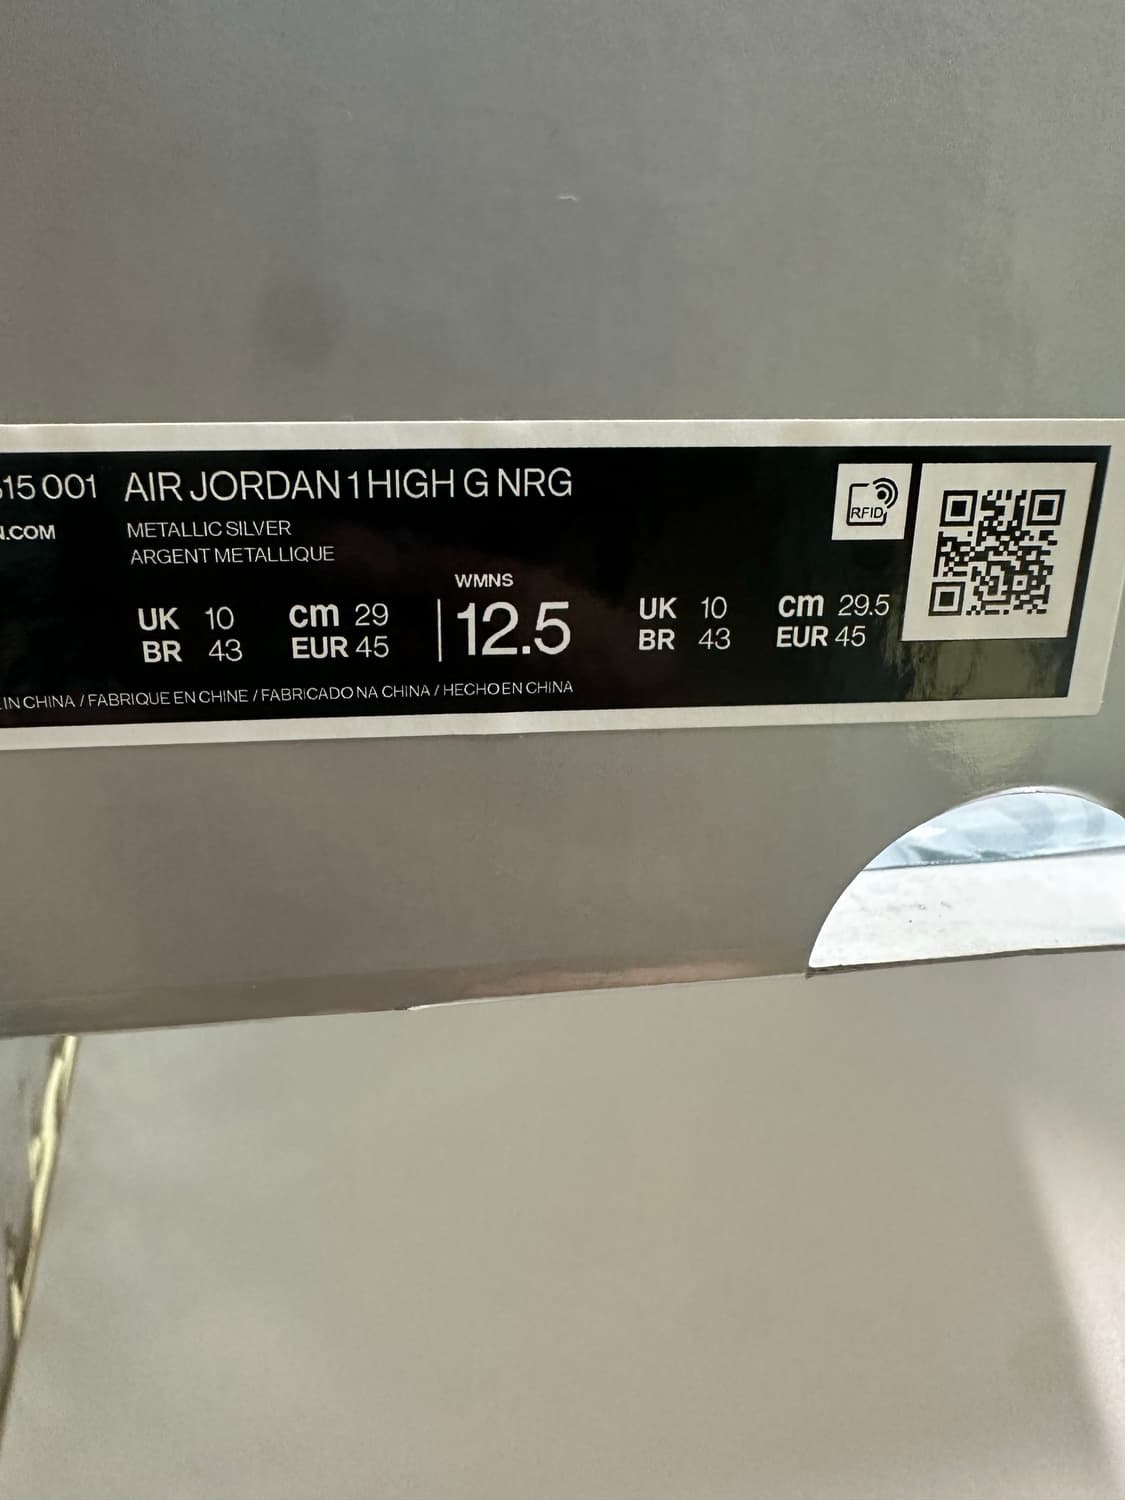 15 001 AIR JORDAN 1 HIGH G NRG
.COM METALLIC SILVER
ARGENT METALLIQUE
RFID
WMNS
UK 10 cm 29 12.5 UK 10 cm 29.5
BR 43 EUR 45 BR 43 EUR 45
IN CHINA / FABRIQUE EN CHINE / FABRICADO NA CHINA / HECHO EN CHINA